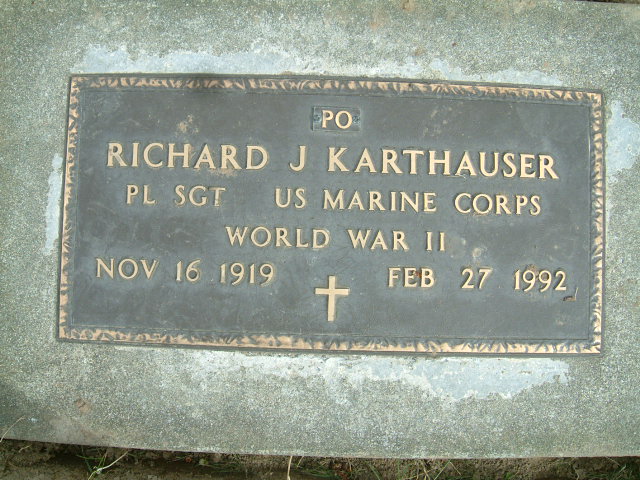 PO
RICHARD J KARTHAUSER
PL SGT US MARINE CORPS
WORLD WAR II
NOV 16 1919 FEB 27 1992